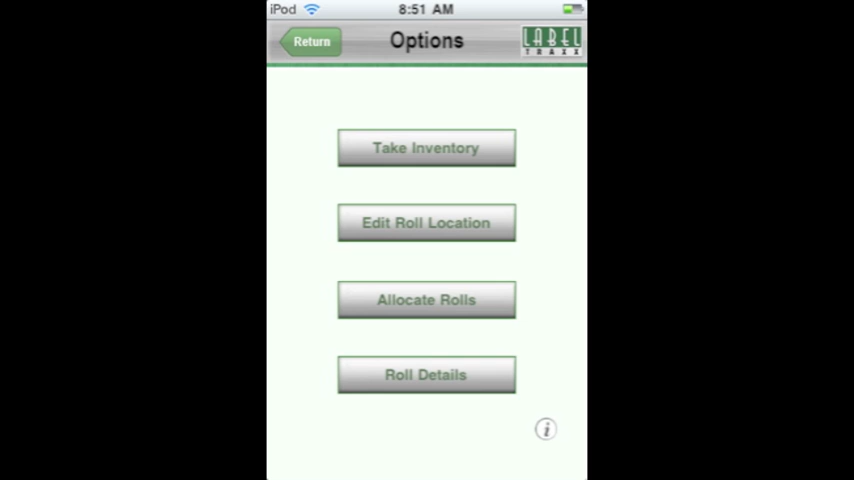 iPod 8:51 AM
Return Options LABEL
TRAXX
Take Inventory
Edit Roll Location
Allocate Rolls
Roll Details
i